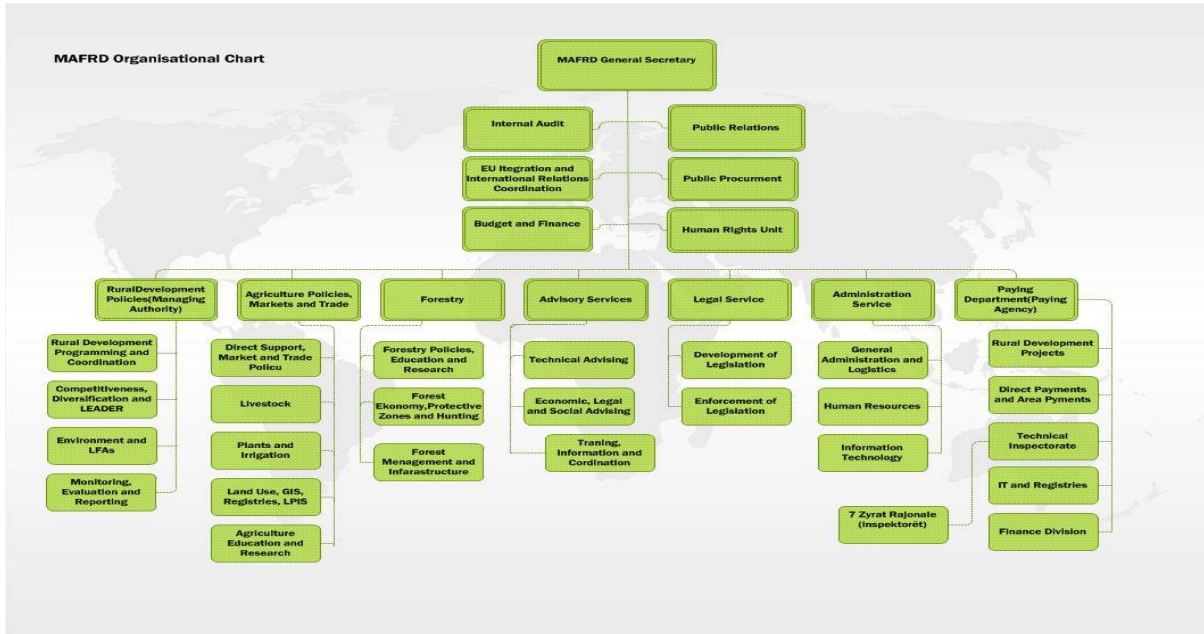 MAFRD Organisational Chart
MAFRD General Secretary
Internal Audit
Public Relations
EU Itegration and
International Relations
Coordination
Public Procurment
Budget and Finance
Human Rights Unit
RuralDevelopment
Policies(Managing
Authority)
Agriculture Policies,
Markets and Trade
Forestry
Advisory Services
Legal Service
Administration
Service
Paying
Department(Paying
Agency)
Rural Development
Programming and
Coordination
Competitiveness,
Diversification and
LEADER
Environment and
LFAs
Monitoring,
Evaluation and
Reporting
Direct Support,
Market and Trade
Policu
Livestock
Plants and
Irrigation
Land Use, GIS,
Registries, LPIS
Agriculture
Education and
Research
Forestry Policies,
Education and
Research
Forest
Ekonomy,Protective
Zones and Hunting
Forest
Menagement and
Infarastructure
Technical Advising
Economic, Legal
and Social Advising
Traning,
Information and
Cordination
Development of
Legislation
Enforcement of
Legislation
General
Administration and
Logistics
Human Resources
Information
Technology
Rural Development
Projects
Direct Payments
and Area Pyments
Technical
Inspectorate
7 Zyrat Rajonale
(Inspektorët)
IT and Registries
Finance Division